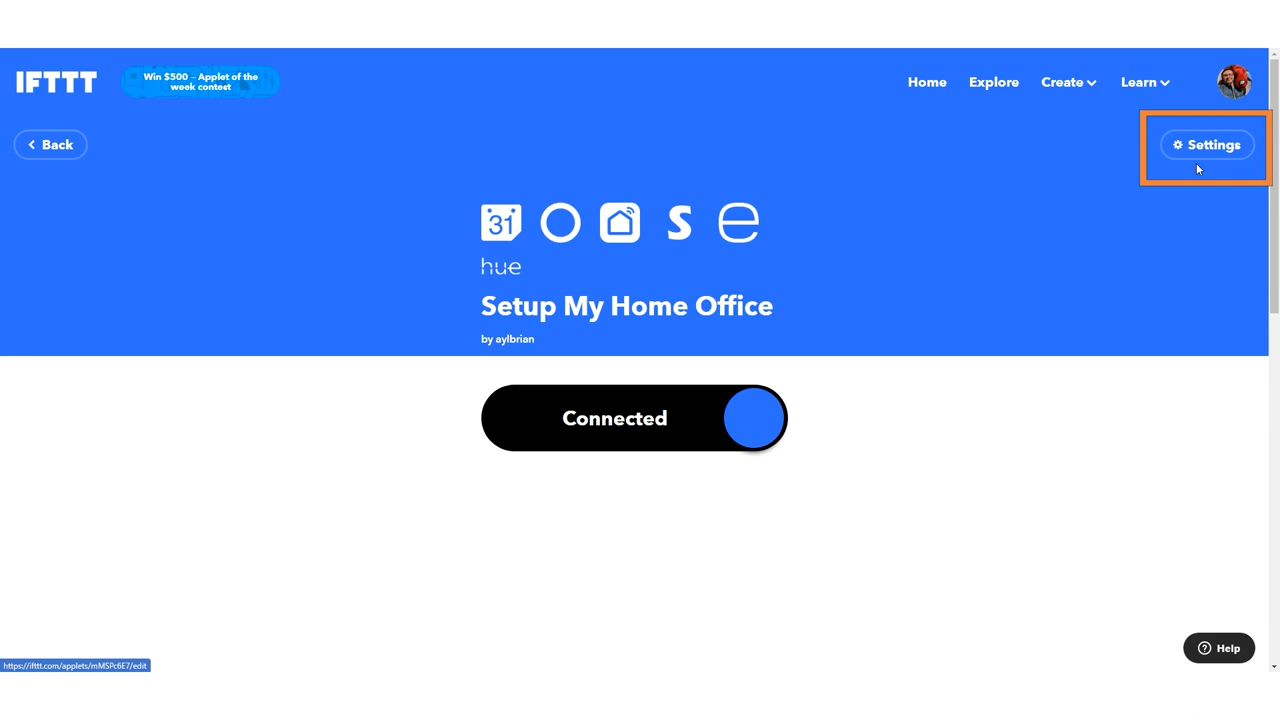 IFTTT
Win $500 – Applet of the
week contest
Home
Explore
Create
Learn
Back
Settings
31
hue
Setup My Home Office
by aylbrian
Connected
Help
https://ifttt.com/applets/mMSPc6E7/edit